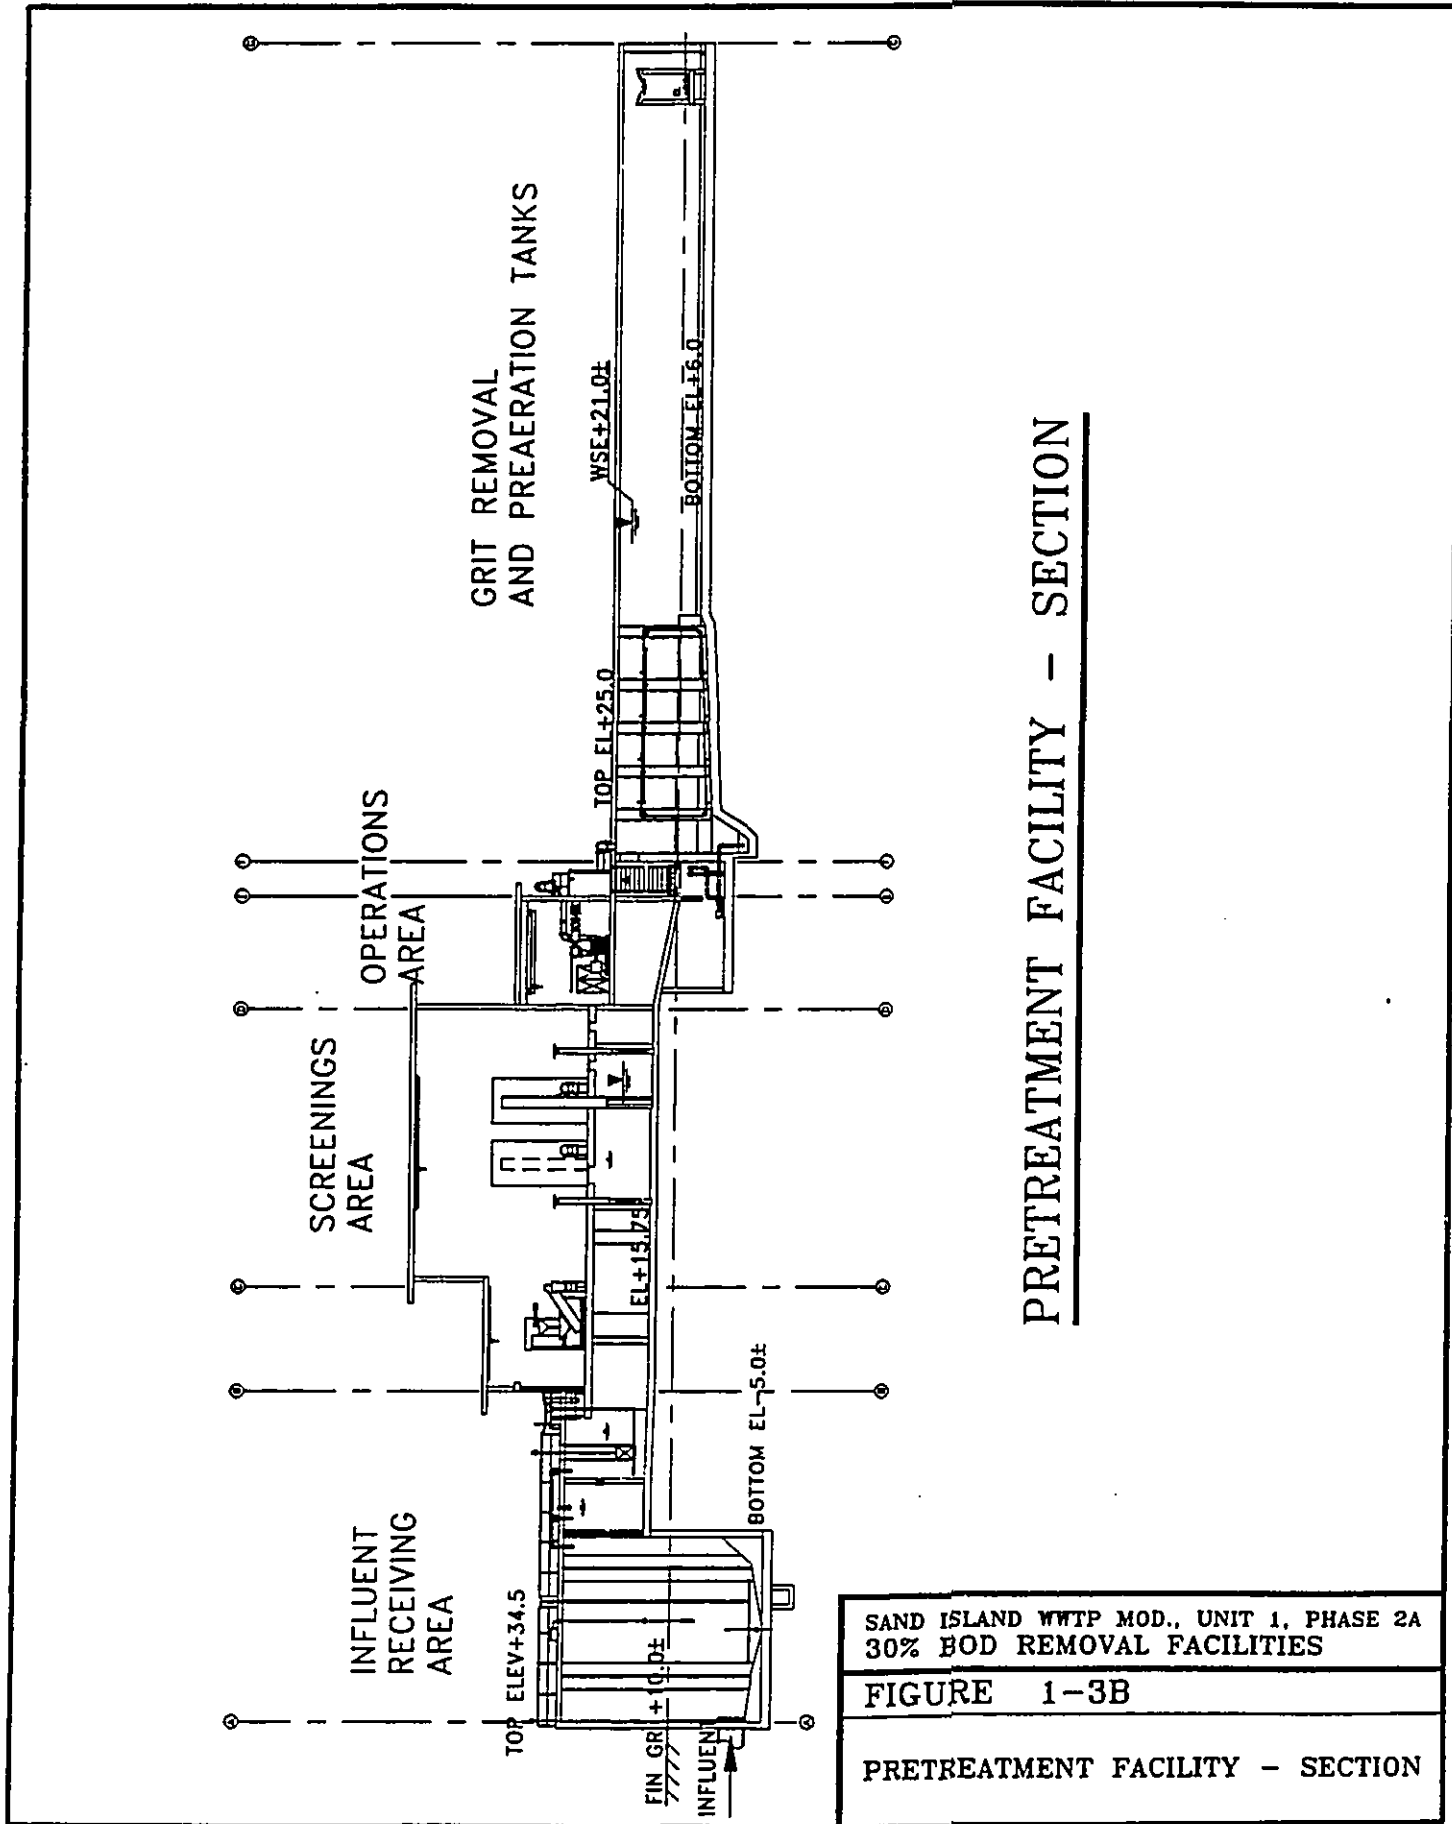 INFLUENT
RECEIVING
AREA
SCREENINGS
AREA
OPERATIONS
AREA
GRIT REMOVAL
AND PREAERATION TANKS
TOP ELEV+34.5
FIN GR +10.0±
INFLUEN
BOTTOM EL-5.0±
EL+15.75
TOP EL+25.0
WSE+21.0±
BOTTOM EL+6.0
PRETREATMENT FACILITY - SECTION
SAND ISLAND WWTP MOD., UNIT 1, PHASE 2A
30% BOD REMOVAL FACILITIES
FIGURE 1-3B
PRETREATMENT FACILITY - SECTION